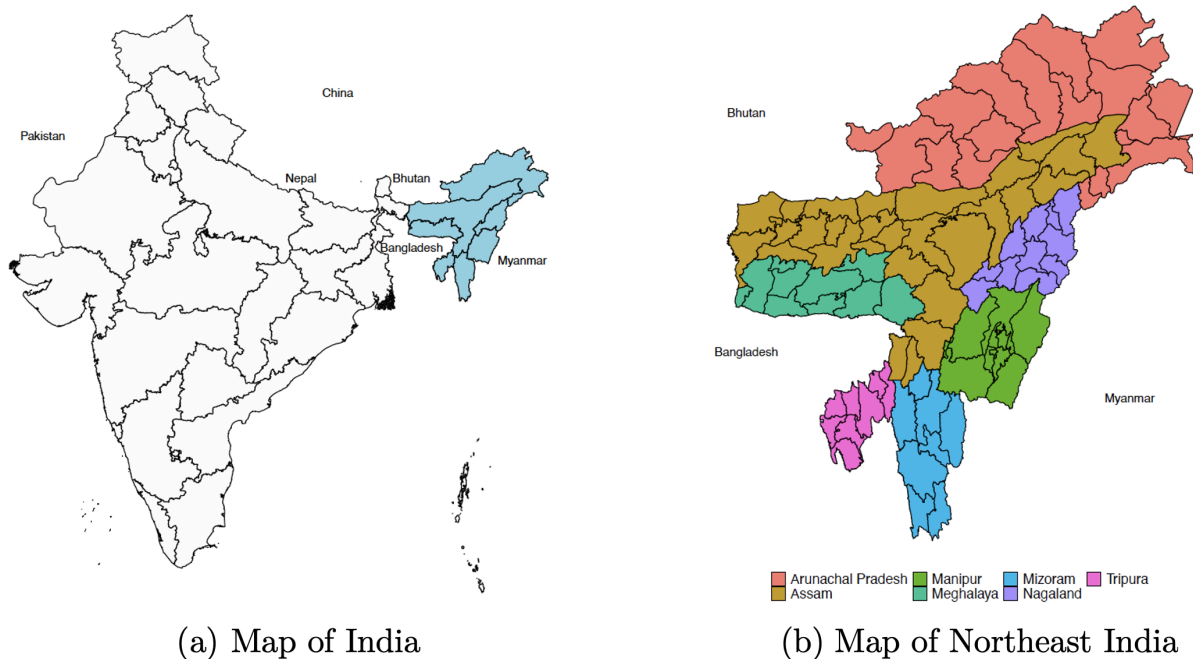 China
Pakistan
Nepal
Bhutan
Bangladesh
Myanmar
(a) Map of India
Bhutan
Bangladesh
Myanmar
Arunachal Pradesh Manipur Mizoram Tripura
Assam Meghalaya Nagaland
(b) Map of Northeast India